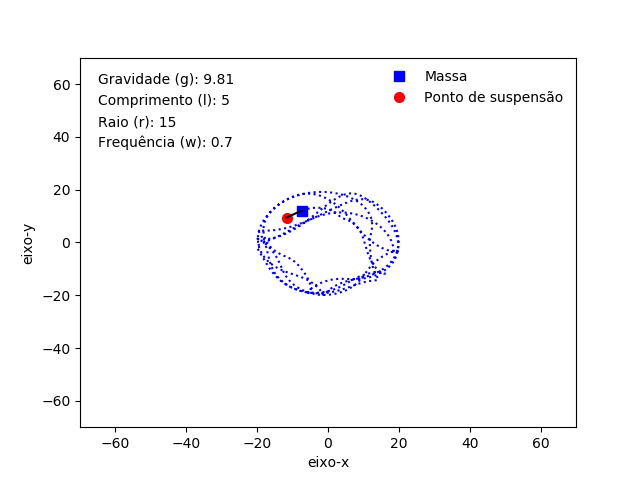 Gravidade (g): 9.81
Comprimento (l): 5
Raio (r): 15
Frequência (w): 0.7
Massa
Ponto de suspensão
eixo-y
60
40
20
0
−20
−40
−60
−60 −40 −20 0 20 40 60
eixo-x